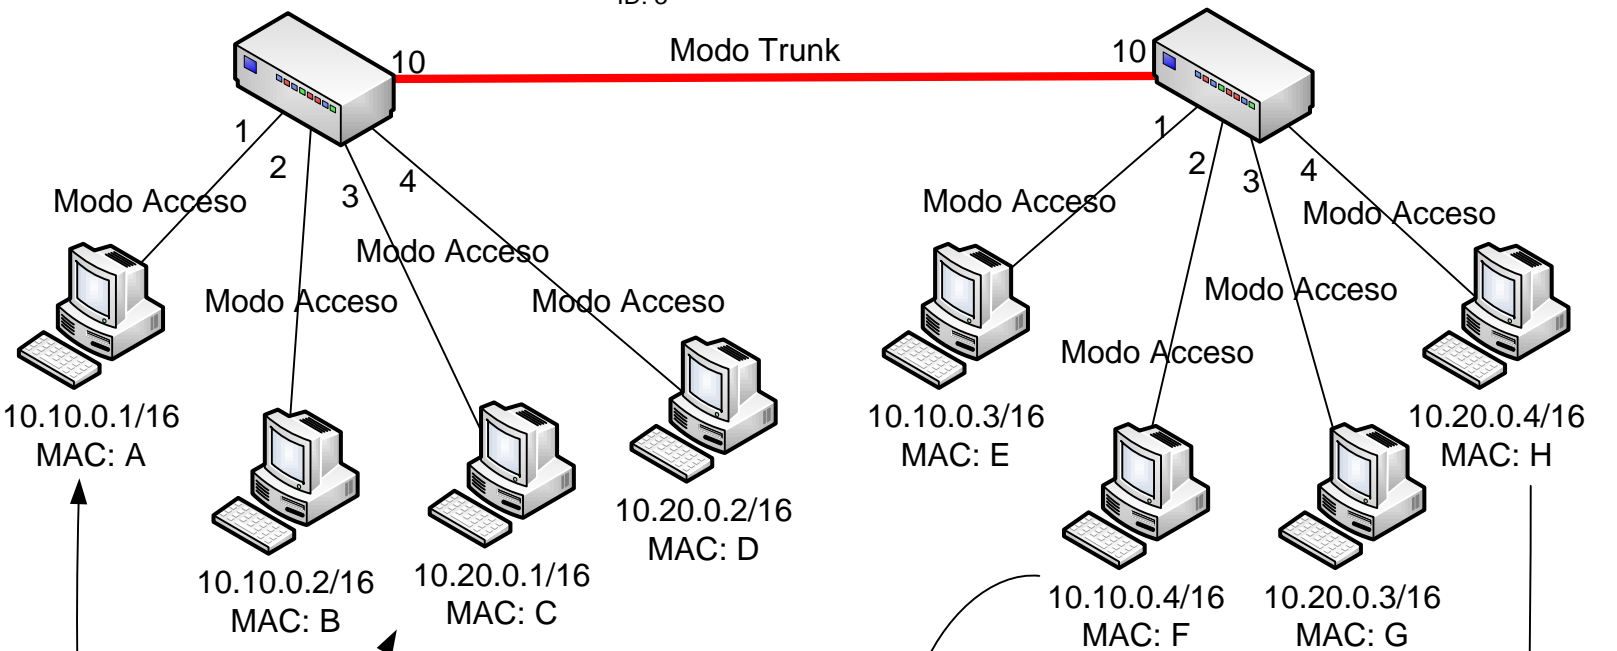 Modo Trunk
10
10
1
2
3
4
1
2
3
4
Modo Acceso
Modo Acceso
Modo Acceso
Modo Acceso
Modo Acceso
Modo Acceso
Modo Acceso
Modo Acceso
10.10.0.1/16
MAC: A
10.10.0.2/16
MAC: B
10.20.0.1/16
MAC: C
10.20.0.2/16
MAC: D
10.10.0.3/16
MAC: E
10.10.0.4/16
MAC: F
10.20.0.3/16
MAC: G
10.20.0.4/16
MAC: H